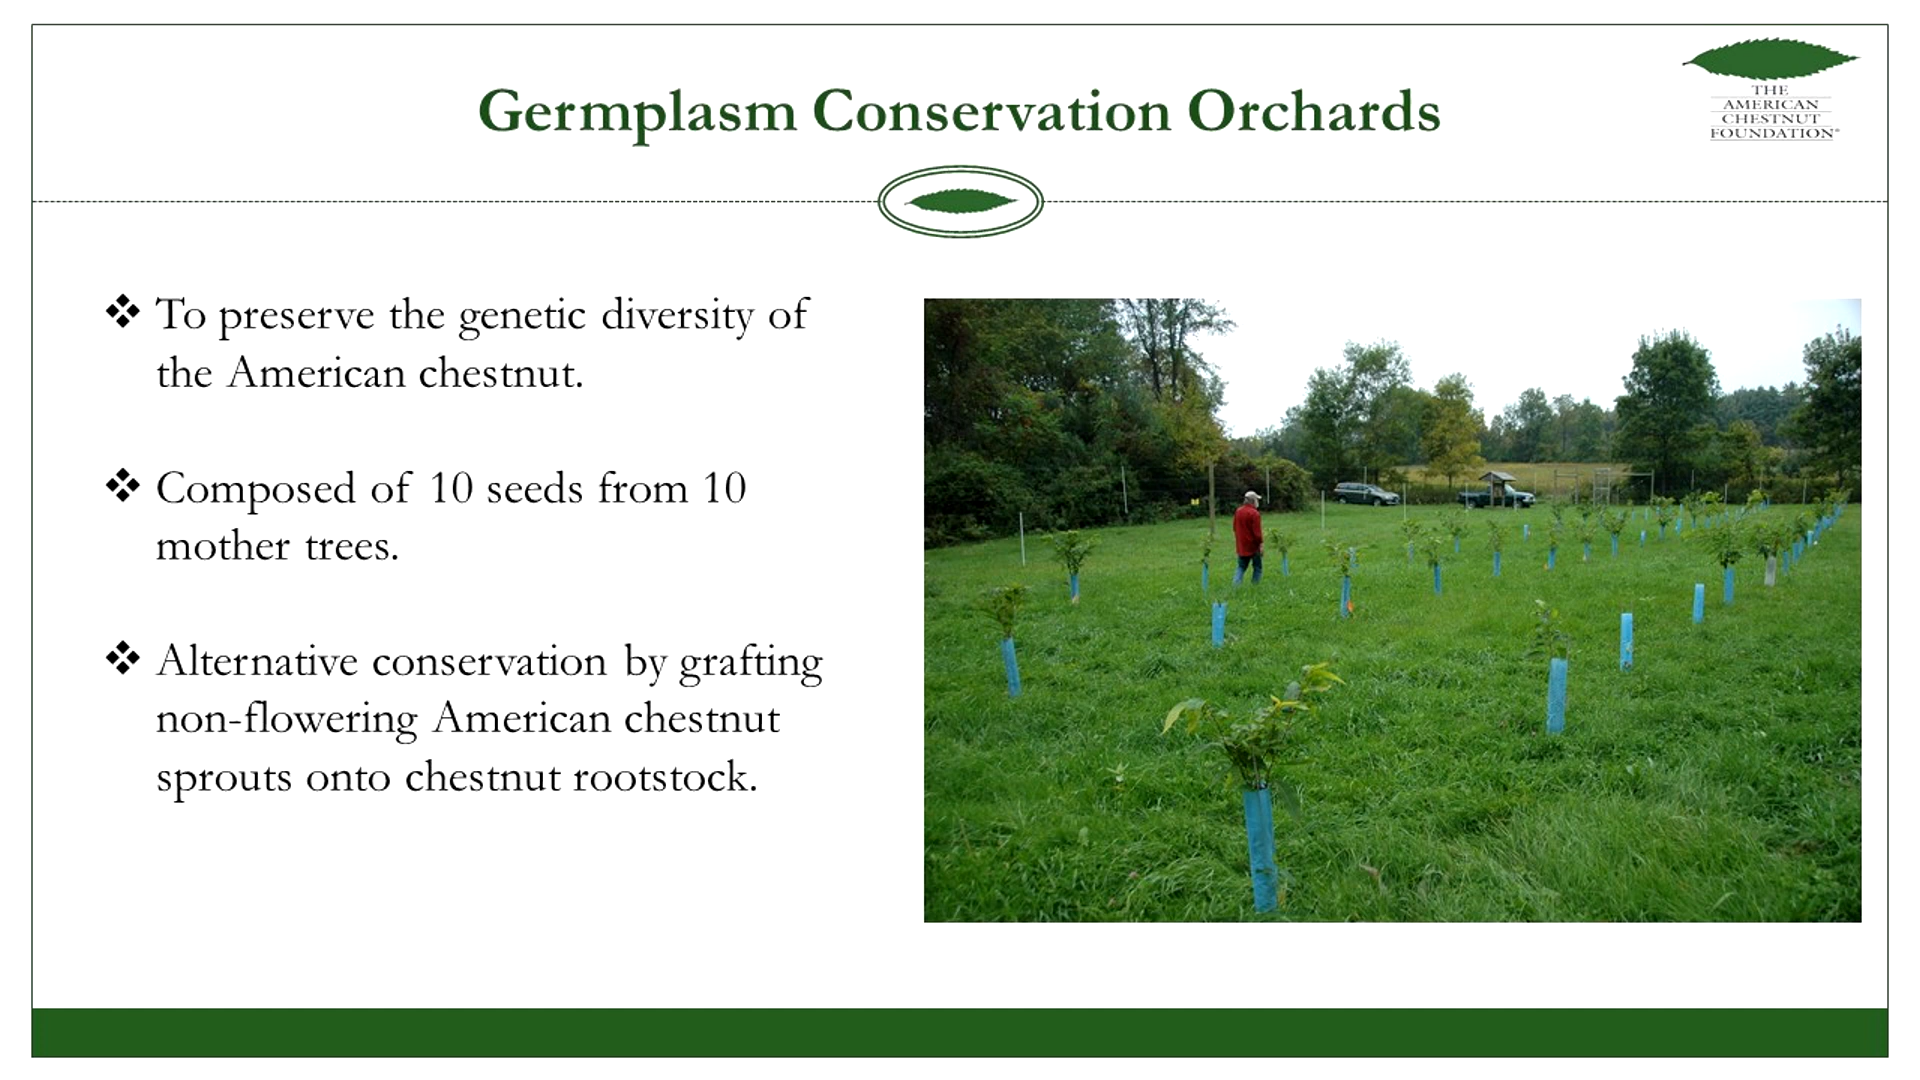 Germplasm Conservation Orchards
THE
AMERICAN
CHESTNUT
FOUNDATION®
❖ To preserve the genetic diversity of
the American chestnut.
❖ Composed of 10 seeds from 10
mother trees.
❖ Alternative conservation by grafting
non-flowering American chestnut
sprouts onto chestnut rootstock.